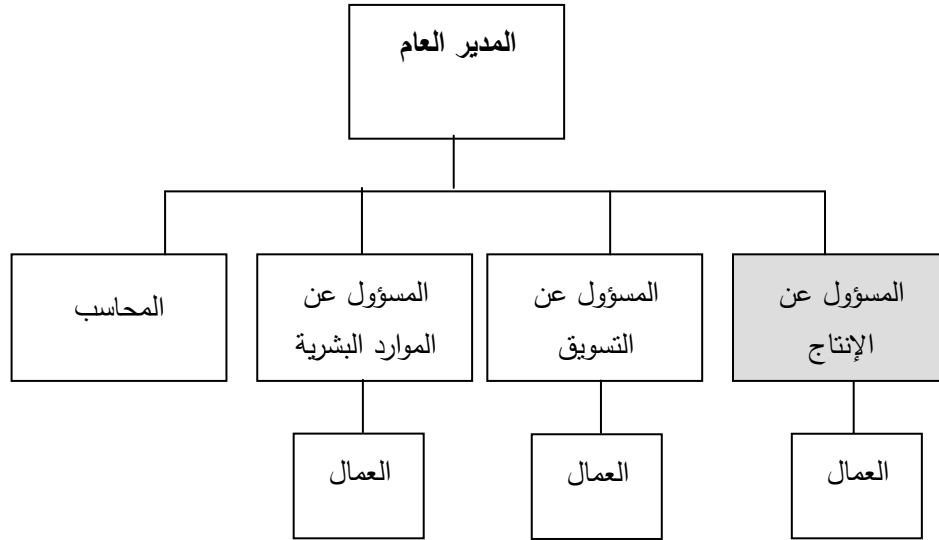 المدير العام
المسؤول عن
الإنتاج
المسؤول عن
التسويق
المسؤول عن
الموارد البشرية
المحاسب
العمال
العمال
العمال